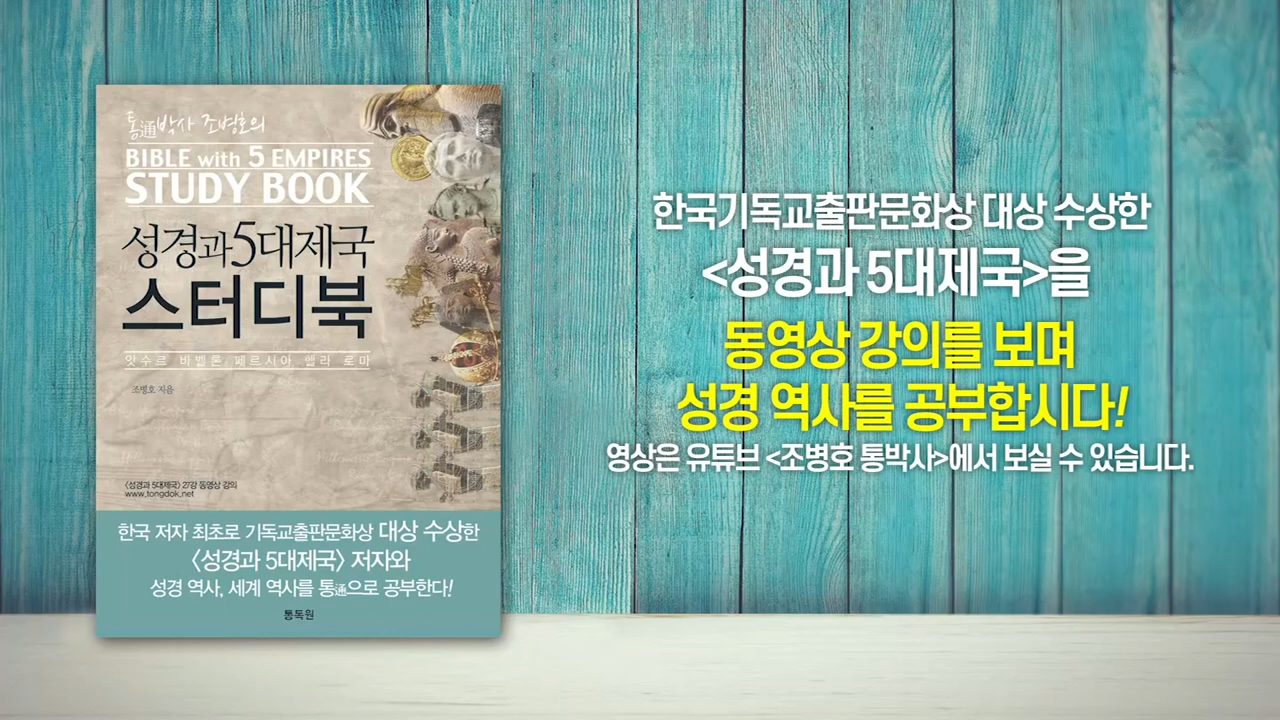 통通박사 조병호의
BIBLE with 5 EMPIRES
STUDY BOOK
성경과5대제국
스터디북
앗수르 바벨론 페르시아 헬라 로마
조병호 지음
〈성경과 5대제국〉 27강 동영상 강의
www.tongdok.net
한국 저자 최초로 기독교출판문화상 대상 수상한
〈성경과 5대제국〉 저자와
성경 역사, 세계 역사를 통通으로 공부한다!
통독원
한국기독교출판문화상 대상 수상한
<성경과 5대제국>을
동영상 강의를 보며
성경 역사를 공부합시다!
영상은 유튜브 <조병호 통박사>에서 보실 수 있습니다.